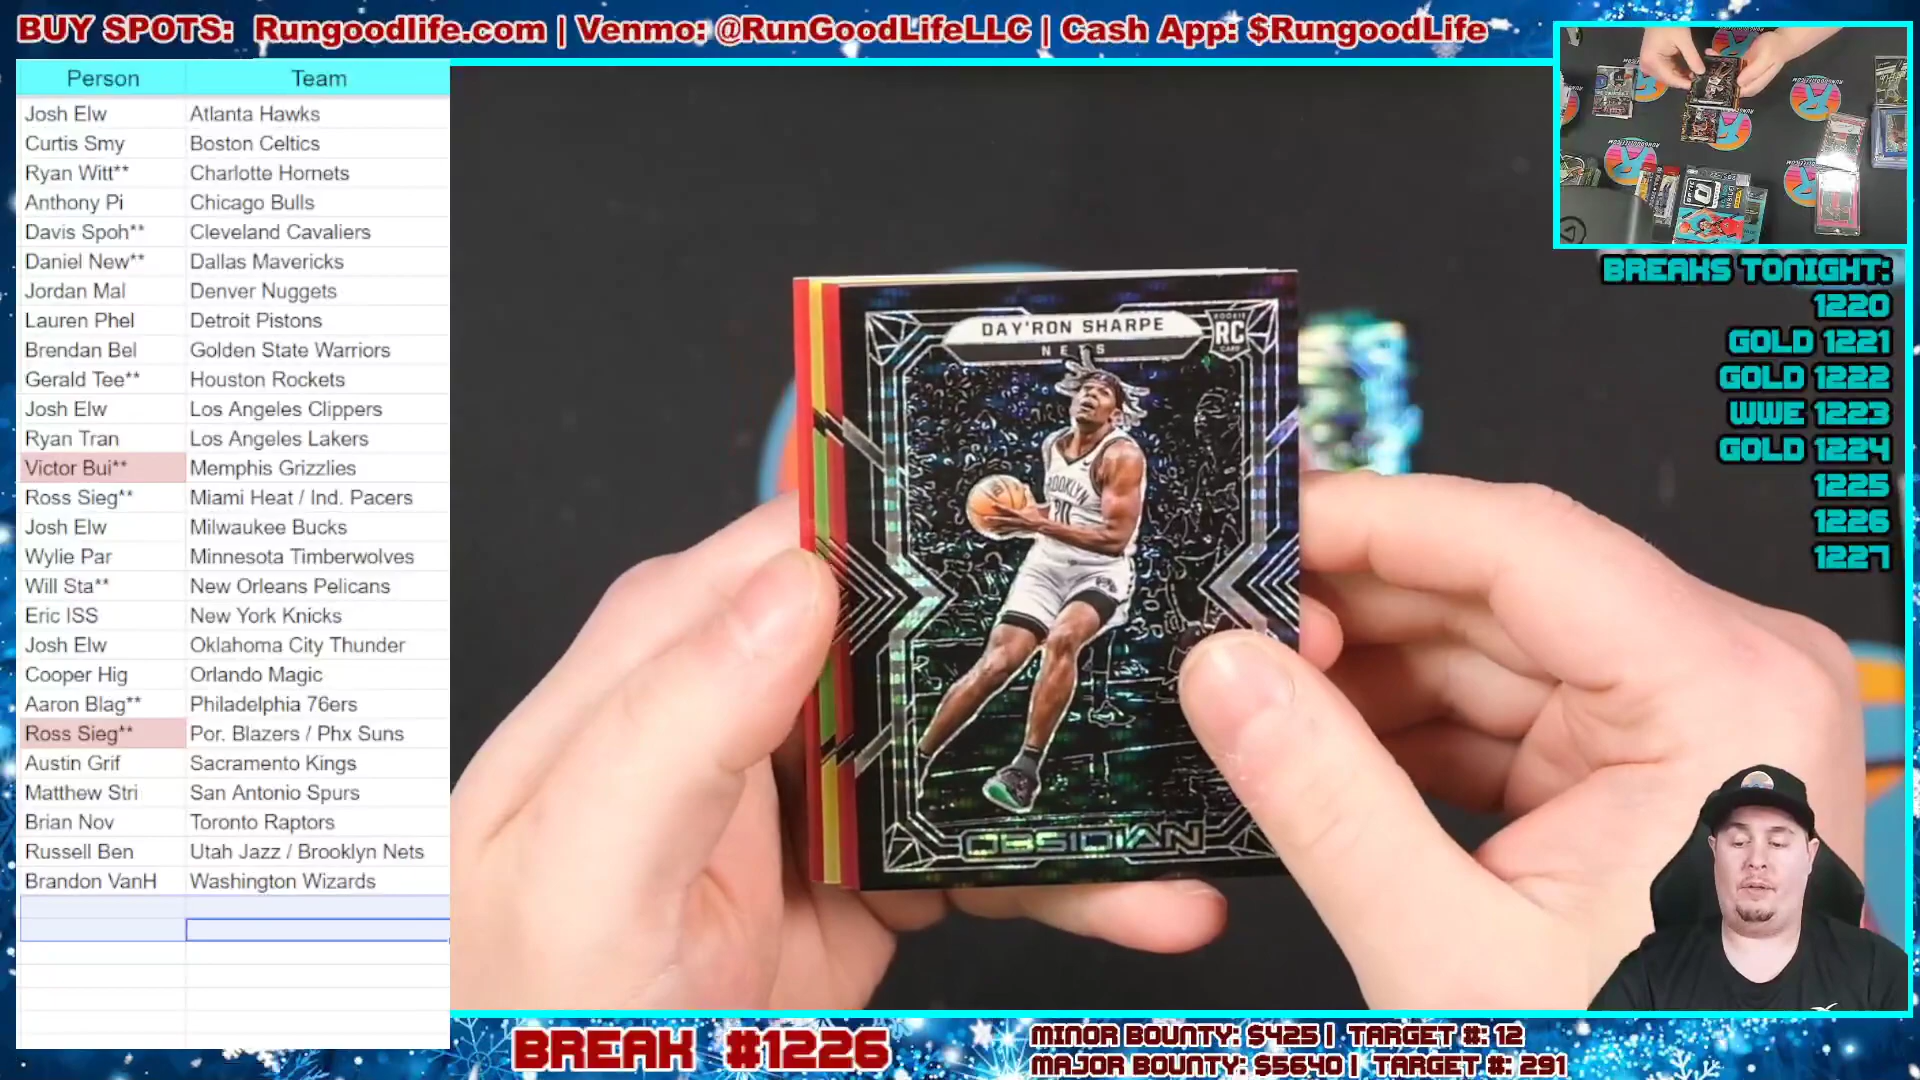 BUY SPOTS: Rungoodlife.com | Venmo: @RunGoodLifeLLC | Cash App: $RungoodLife
Person Team
Josh Elw Atlanta Hawks
Curtis Smy Boston Celtics
Ryan Witt** Charlotte Hornets
Anthony Pi Chicago Bulls
Davis Spoh** Cleveland Cavaliers
Daniel New** Dallas Mavericks
Jordan Mal Denver Nuggets
Lauren Phel Detroit Pistons
Brendan Bel Golden State Warriors
Gerald Tee** Houston Rockets
Josh Elw Los Angeles Clippers
Ryan Tran Los Angeles Lakers
Victor Bui** Memphis Grizzlies
Ross Sieg** Miami Heat / Ind. Pacers
Josh Elw Milwaukee Bucks
Wylie Par Minnesota Timberwolves
Will Sta** New Orleans Pelicans
Eric ISS New York Knicks
Josh Elw Oklahoma City Thunder
Cooper Hig Orlando Magic
Aaron Blag** Philadelphia 76ers
Ross Sieg** Por. Blazers / Phx Suns
Austin Grif Sacramento Kings
Matthew Stri San Antonio Spurs
Brian Nov Toronto Raptors
Russell Ben Utah Jazz / Brooklyn Nets
Brandon VanH Washington Wizards
DAY'RON SHARPE
NETS
ROOKIE
RC
CARD
BROOKLYN
20
OBSIDIAN
BREAKS TONIGHT:
1220
GOLD 1221
GOLD 1222
WWE 1223
GOLD 1224
1225
1226
1227
BREAK #1226
MINOR BOUNTY: $425 | TARGET #: 12
MAJOR BOUNTY: $5640 | TARGET #: 291